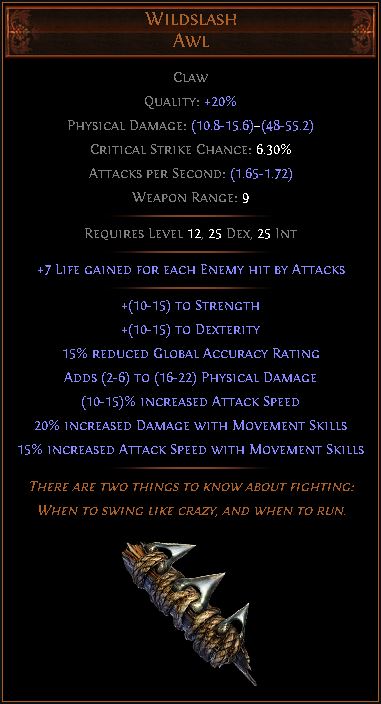 Wildslash
Awl
Claw
Quality: +20%
Physical Damage: (10.8-15.6)–(48-55.2)
Critical Strike Chance: 6.30%
Attacks per Second: (1.65-1.72)
Weapon Range: 9
Requires Level 12, 25 Dex, 25 Int
+7 Life gained for each Enemy hit by Attacks
+(10-15) to Strength
+(10-15) to Dexterity
15% reduced Global Accuracy Rating
Adds (2-6) to (16-22) Physical Damage
(10-15)% increased Attack Speed
20% increased Damage with Movement Skills
15% increased Attack Speed with Movement Skills
There are two things to know about fighting:
When to swing like crazy, and when to run.